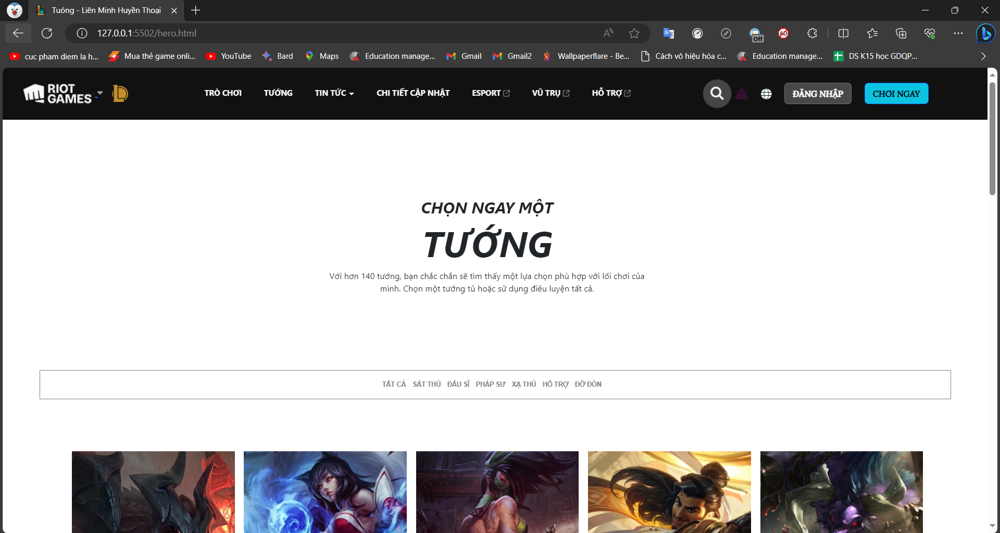 Tuóng - Liên Minh Huyền Thoại
127.0.0.1:5502/hero.html
Off
AD
cuc pham diem la h...
Mua thẻ game onli...
YouTube
Bard
Maps
Education manage...
Gmail
Gmail2
Wallpaperflare - Be...
Cách vô hiệu hóa c...
Education manage...
DS K15 học GDQP...
RIOT
GAMES
TRÒ CHƠI
TƯỚNG
TIN TỨC
CHI TIẾT CẬP NHẬT
ESPORT
VŨ TRỤ
HỖ TRỢ
ĐĂNG NHẬP
CHƠI NGAY
CHỌN NGAY MỘT
TƯỚNG
Với hơn 140 tướng, bạn chắc chắn sẽ tìm thấy một lựa chọn phù hợp với lối chơi của
mình. Chọn một tướng tủ hoặc sử dụng điêu luyện tất cả.
TẤT CẢ SÁT THỦ ĐẤU SĨ PHÁP SƯ XẠ THỦ HỖ TRỢ ĐỠ ĐÒN